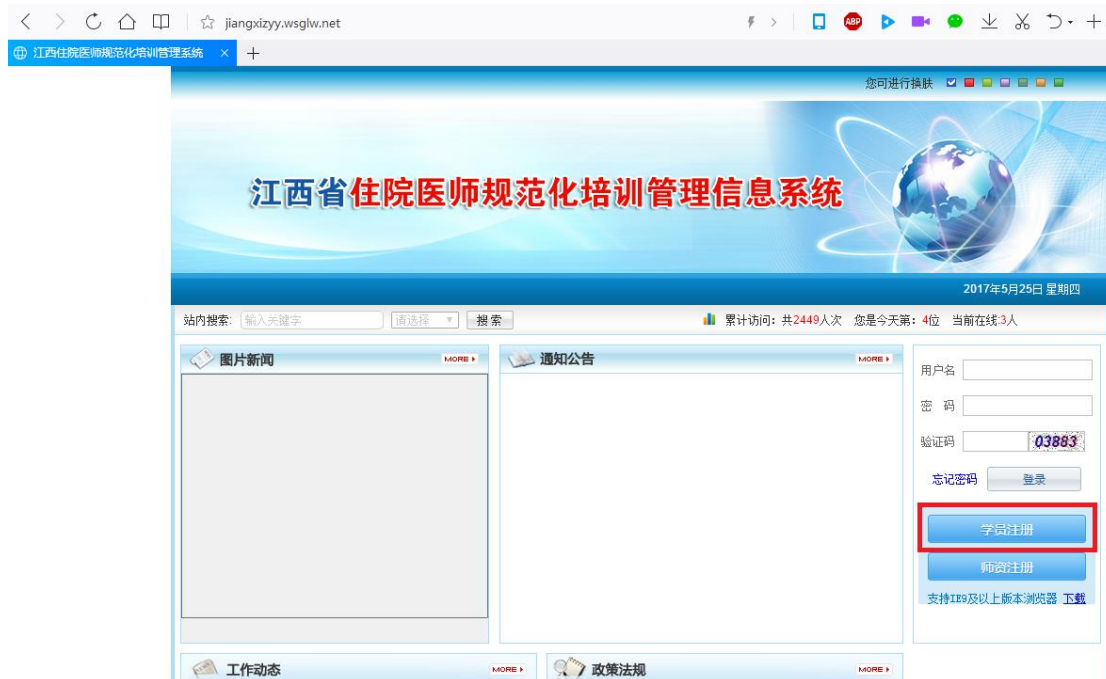 jiangxizyy.wsglw.net
ABP
江西住院医师规范化培训管理系统
您可进行换肤
江西省住院医师规范化培训管理信息系统
2017年5月25日 星期四
站内搜索: 输入关键字 请选择 搜索 累计访问: 共2449人次 您是今天第: 4位 当前在线:3人
图片新闻 MORE 通知公告 MORE
用户名
密 码
验证码 03883
忘记密码 登录
学员注册
师资注册
支持IE9及以上版本浏览器 下载
工作动态 MORE 政策法规 MORE